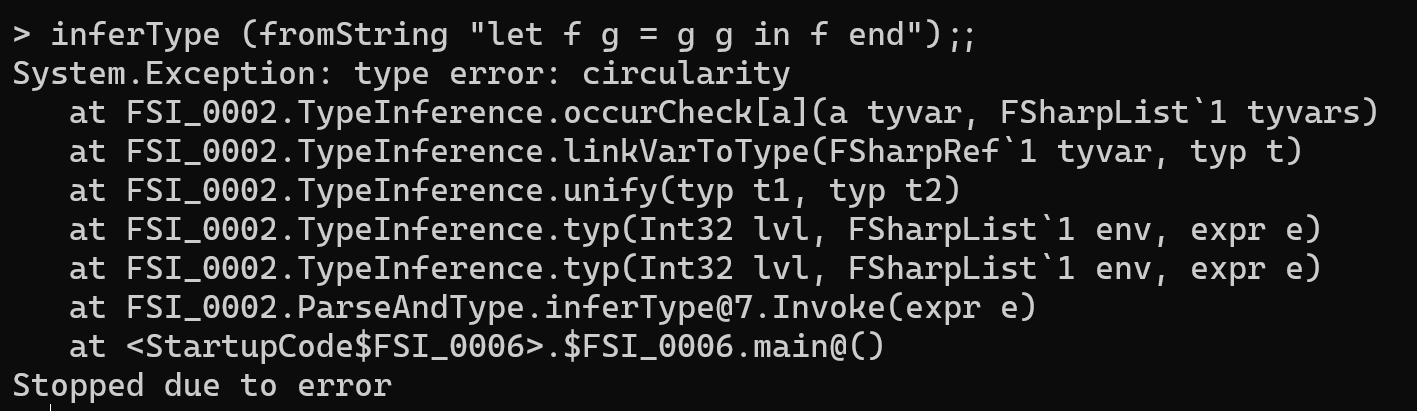 > inferType (fromString "let f g = g g in f end");;
System.Exception: type error: circularity
   at FSI_0002.TypeInference.occurCheck[a](a tyvar, FSharpList`1 tyvars)
   at FSI_0002.TypeInference.linkVarToType(FSharpRef`1 tyvar, typ t)
   at FSI_0002.TypeInference.unify(typ t1, typ t2)
   at FSI_0002.TypeInference.typ(Int32 lvl, FSharpList`1 env, expr e)
   at FSI_0002.TypeInference.typ(Int32 lvl, FSharpList`1 env, expr e)
   at FSI_0002.ParseAndType.inferType@7.Invoke(expr e)
   at <StartupCode$FSI_0006>.$FSI_0006.main@()
Stopped due to error